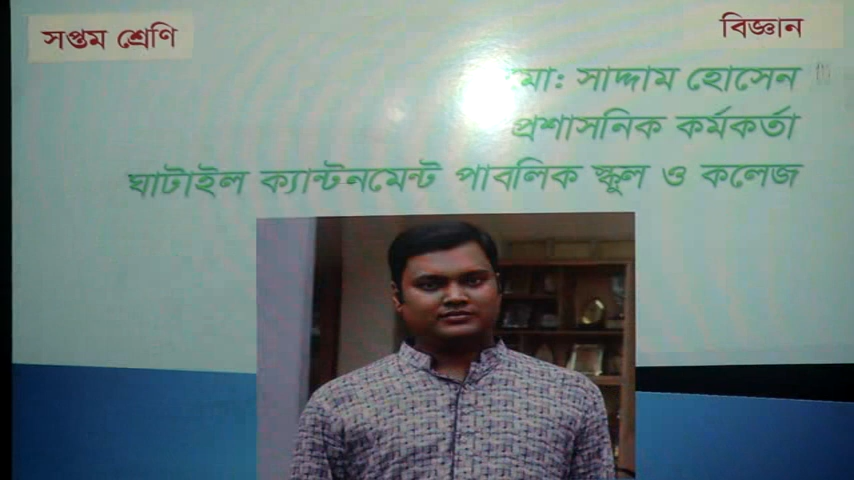 সপ্তম শ্রেণি
বিজ্ঞান
মো: সাদ্দাম হোসেন
প্রশাসনিক কর্মকর্তা
ঘাটাইল ক্যান্টনমেন্ট পাবলিক স্কুল ও কলেজ